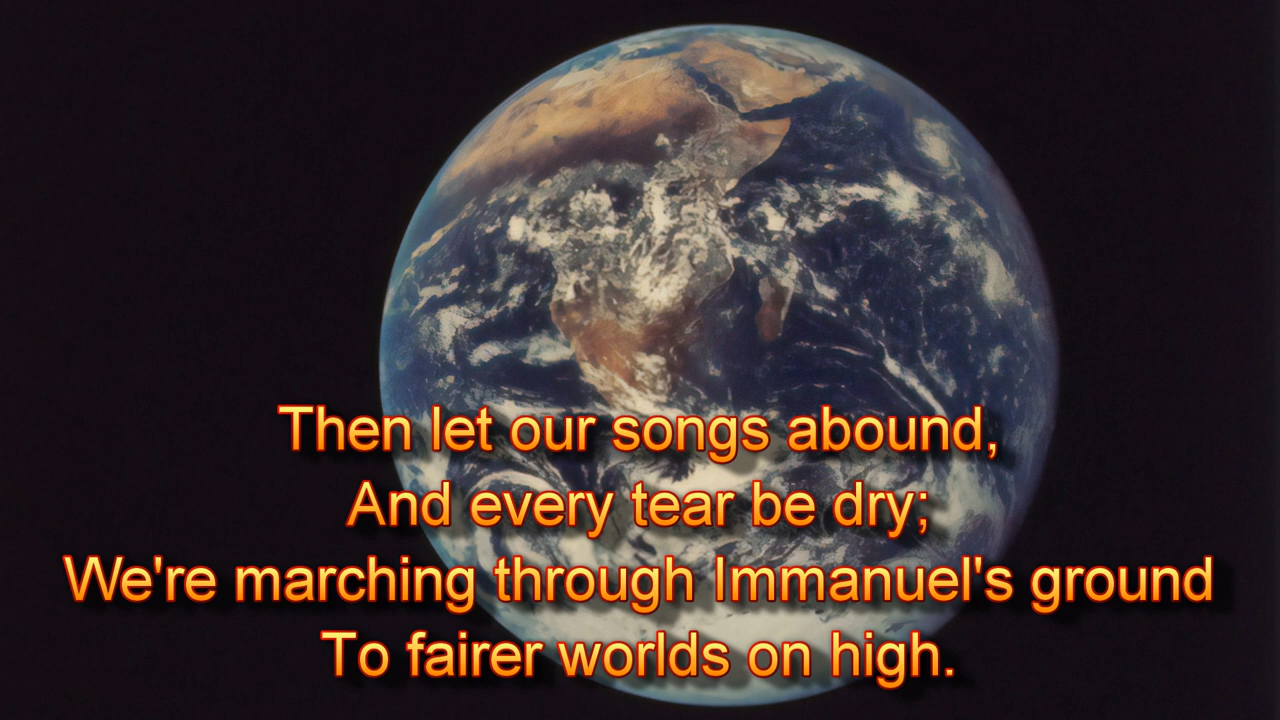 Then let our songs abound,
And every tear be dry;
We're marching through Immanuel's ground
To fairer worlds on high.